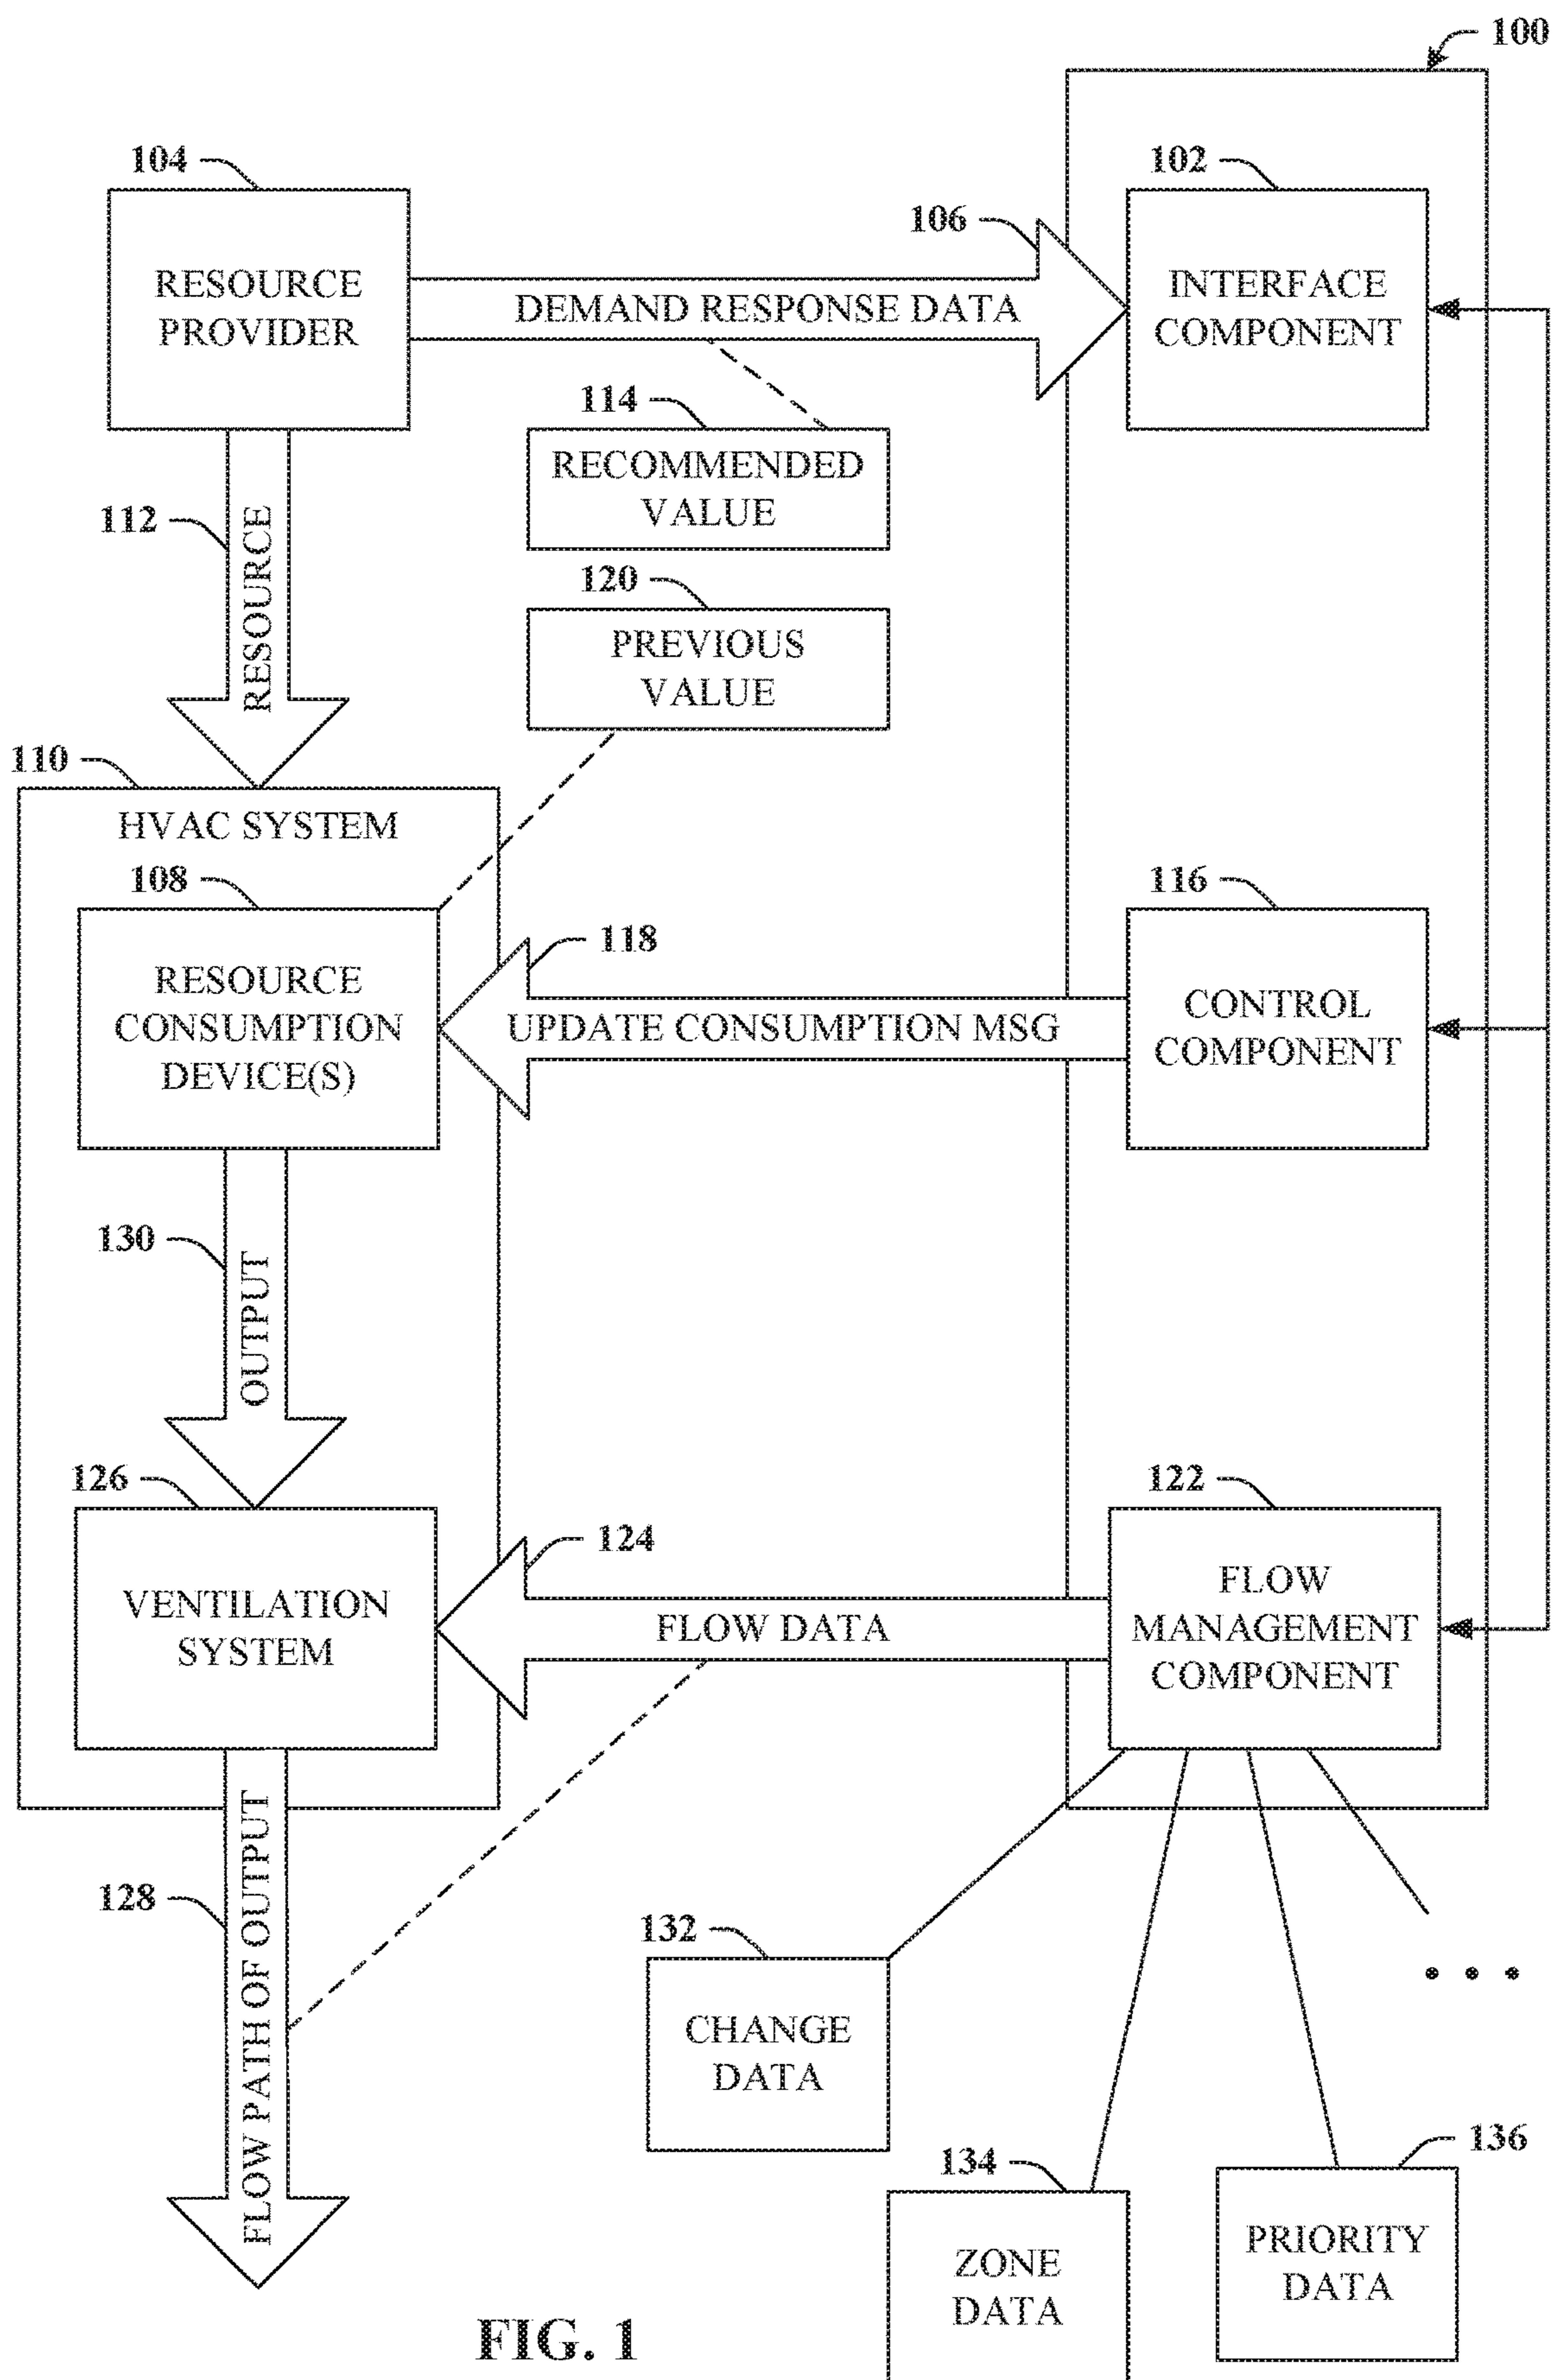 100
104
102
RESOURCE
PROVIDER
106
DEMAND RESPONSE DATA
INTERFACE
COMPONENT
114
RECOMMENDED
VALUE
112
RESOURCE
120
PREVIOUS
VALUE
110
HVAC SYSTEM
108
RESOURCE
CONSUMPTION
DEVICE(S)
118
UPDATE CONSUMPTION MSG
116
CONTROL
COMPONENT
130
OUTPUT
126
VENTILATION
SYSTEM
124
FLOW DATA
122
FLOW
MANAGEMENT
COMPONENT
128
FLOW PATH OF OUTPUT
132
CHANGE
DATA
• • •
134
ZONE
DATA
136
PRIORITY
DATA
FIG. 1